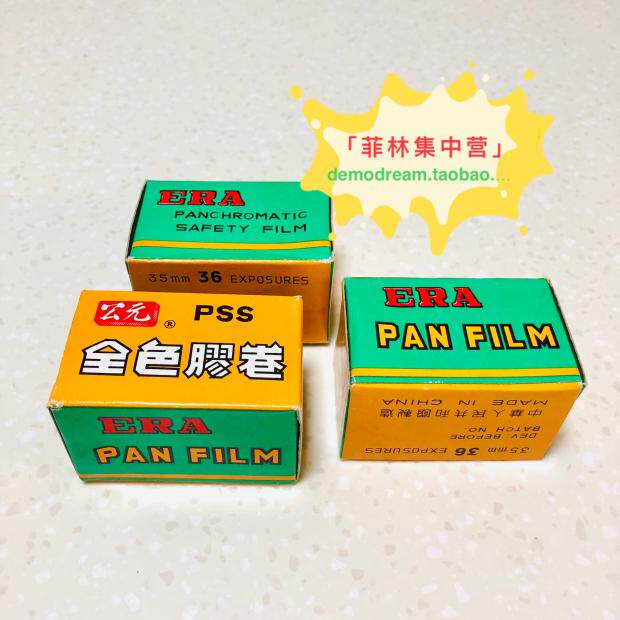 「菲林集中营」
demodream.taobao....
ERA
PANCHROMATIC
SAFETY FILM
35mm 36 EXPOSURES
公元 ® PSS
全色膠卷
ERA
PAN FILM
ERA
PAN FILM
35mm 36 EXPOSURES
DEV. BEFORE
BATCH NO.
中華人民共和國製造
MADE IN CHINA